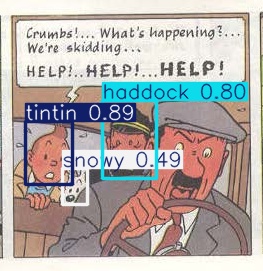 Crumbs!... What's happening?...
We're skidding...
HELP!..HELP!...HELP!
haddock 0.80
tintin 0.89
snowy 0.49